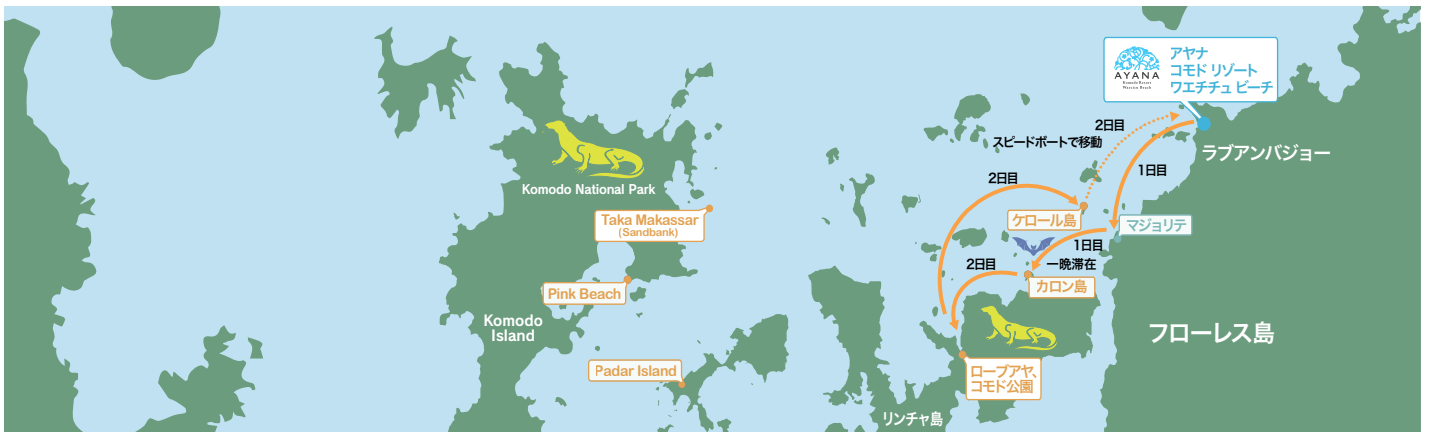 アヤナ
コモド リゾート
ワエチチュ ビーチ
AYANA
Komodo Resort
Waecicu Beach
2日目
スピードボートで移動
ラブアンバジョー
1日目
Komodo National Park
2日目
Taka Makassar
(Sandbank)
ケロール島
マジョリテ
1日目
一晩滞在
2日目
カロン島
Pink Beach
Komodo
Island
フローレス島
Padar Island
ロープアヤ、
コモド公園
リンチャ島